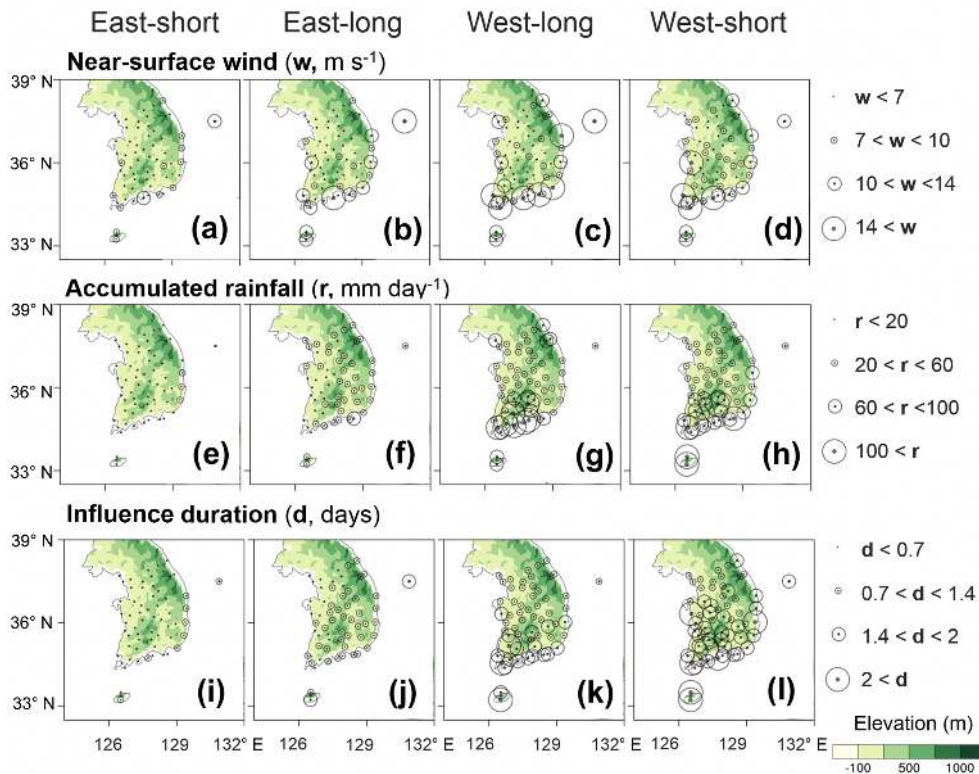 East-short East-long West-long West-short
Near-surface wind (w, m s⁻¹)
39° N
36° N
33° N
(a) (b) (c) (d)
w < 7
7 < w < 10
10 < w <14
14 < w
Accumulated rainfall (r, mm day⁻¹)
39° N
36° N
33° N
(e) (f) (g) (h)
r < 20
20 < r < 60
60 < r <100
100 < r
Influence duration (d, days)
39° N
36° N
33° N
(i) (j) (k) (l)
d < 0.7
0.7 < d < 1.4
1.4 < d < 2
2 < d
126 129 132° E 126 129 132° E 126 129 132° E 126 129 132° E
Elevation (m)
-100 500 1000